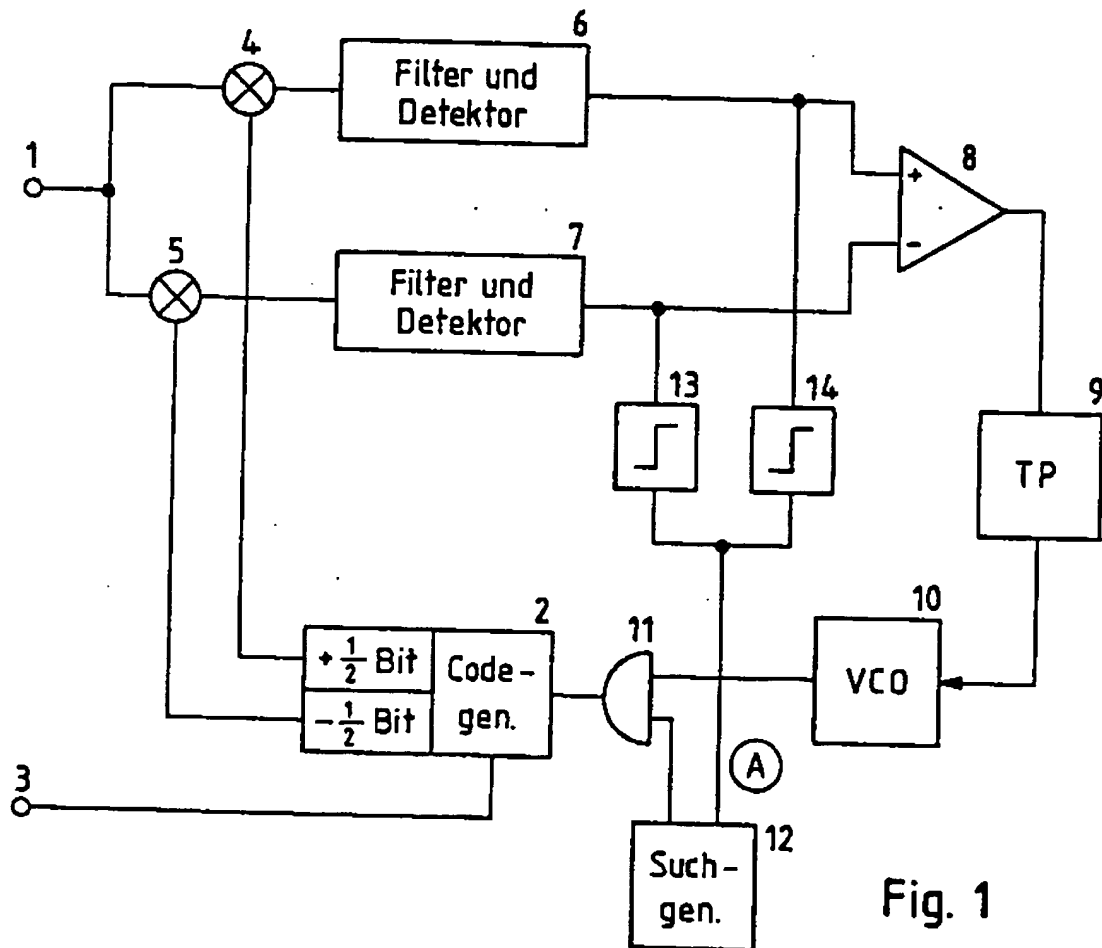 6
4
Filter und
Detektor
1
8
+
−
5
7
Filter und
Detektor
13
14
9
TP
2
11
10
+ 1/2 Bit
− 1/2 Bit
Code-
gen.
VCO
A
3
12
Such-
gen.
Fig. 1